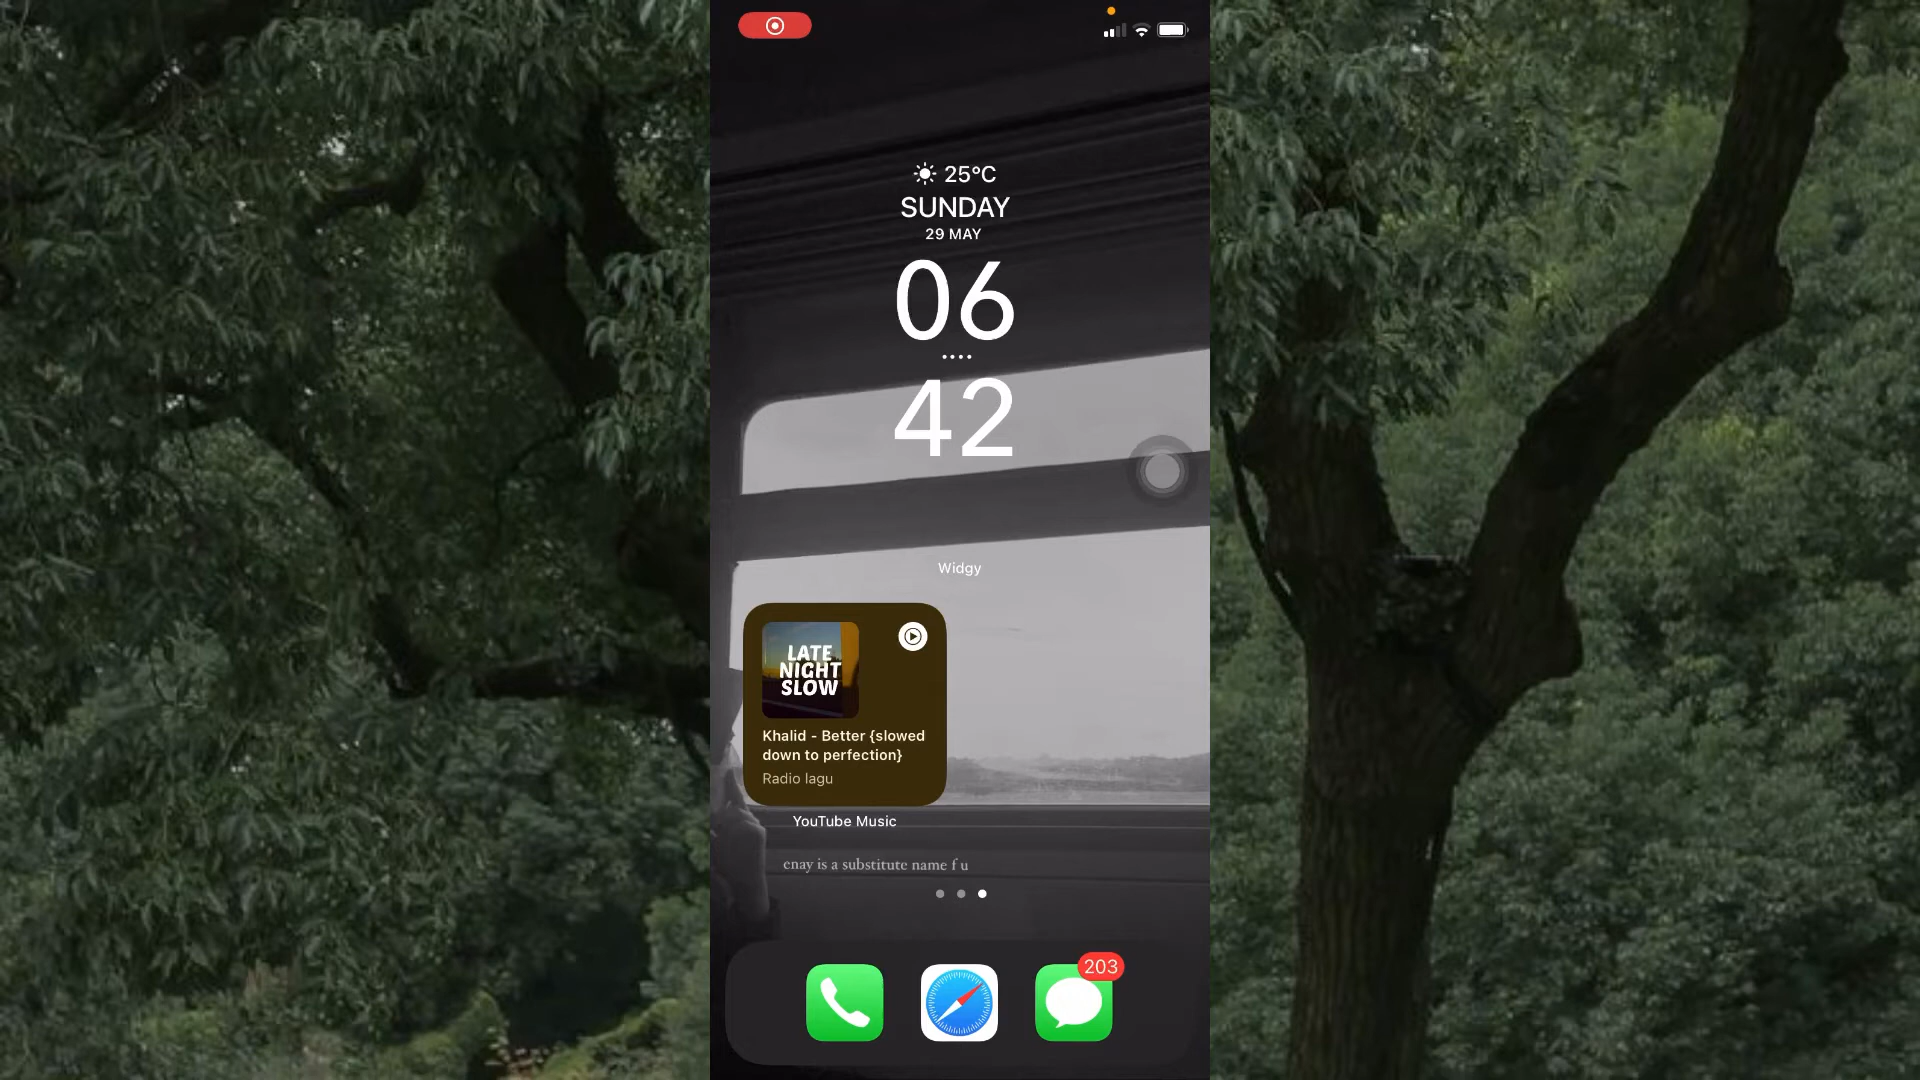 25°C
SUNDAY
29 MAY
06
42
Widgy
LATE
NIGHT
SLOW
Khalid - Better {slowed
down to perfection}
Radio lagu
YouTube Music
cnay is a substitute name f u
203